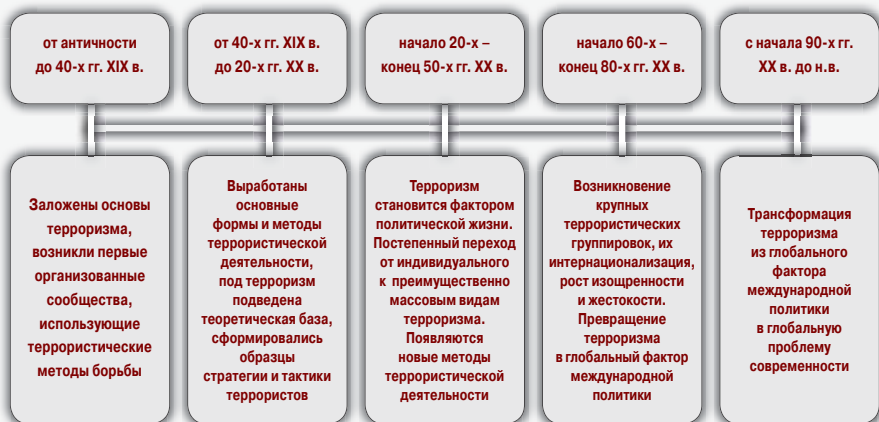 от античности
до 40-х гг. XIX в.
от 40-х гг. XIX в.
до 20-х гг. XX в.
начало 20-х –
конец 50-х гг. XX в.
начало 60-х –
конец 80-х гг. XX в.
с начала 90-х гг.
XX в. до н.в.
Заложены основы
терроризма,
возникли первые
организованные
сообщества,
использующие
террористические
методы борьбы
Выработаны
основные
формы и методы
террористической
деятельности,
под терроризм
подведена
теоретическая база,
сформировались
образцы
стратегии и тактики
террористов
Терроризм
становится фактором
политической жизни.
Постепенный переход
от индивидуального
к преимущественно
массовым видам
терроризма.
Появляются
новые методы
террористической
деятельности
Возникновение
крупных
террористических
группировок, их
интернационализация,
рост изощренности
и жестокости.
Превращение
терроризма
в глобальный фактор
международной
политики
Трансформация
терроризма
из глобального
фактора
международной
политики
в глобальную
проблему
современности